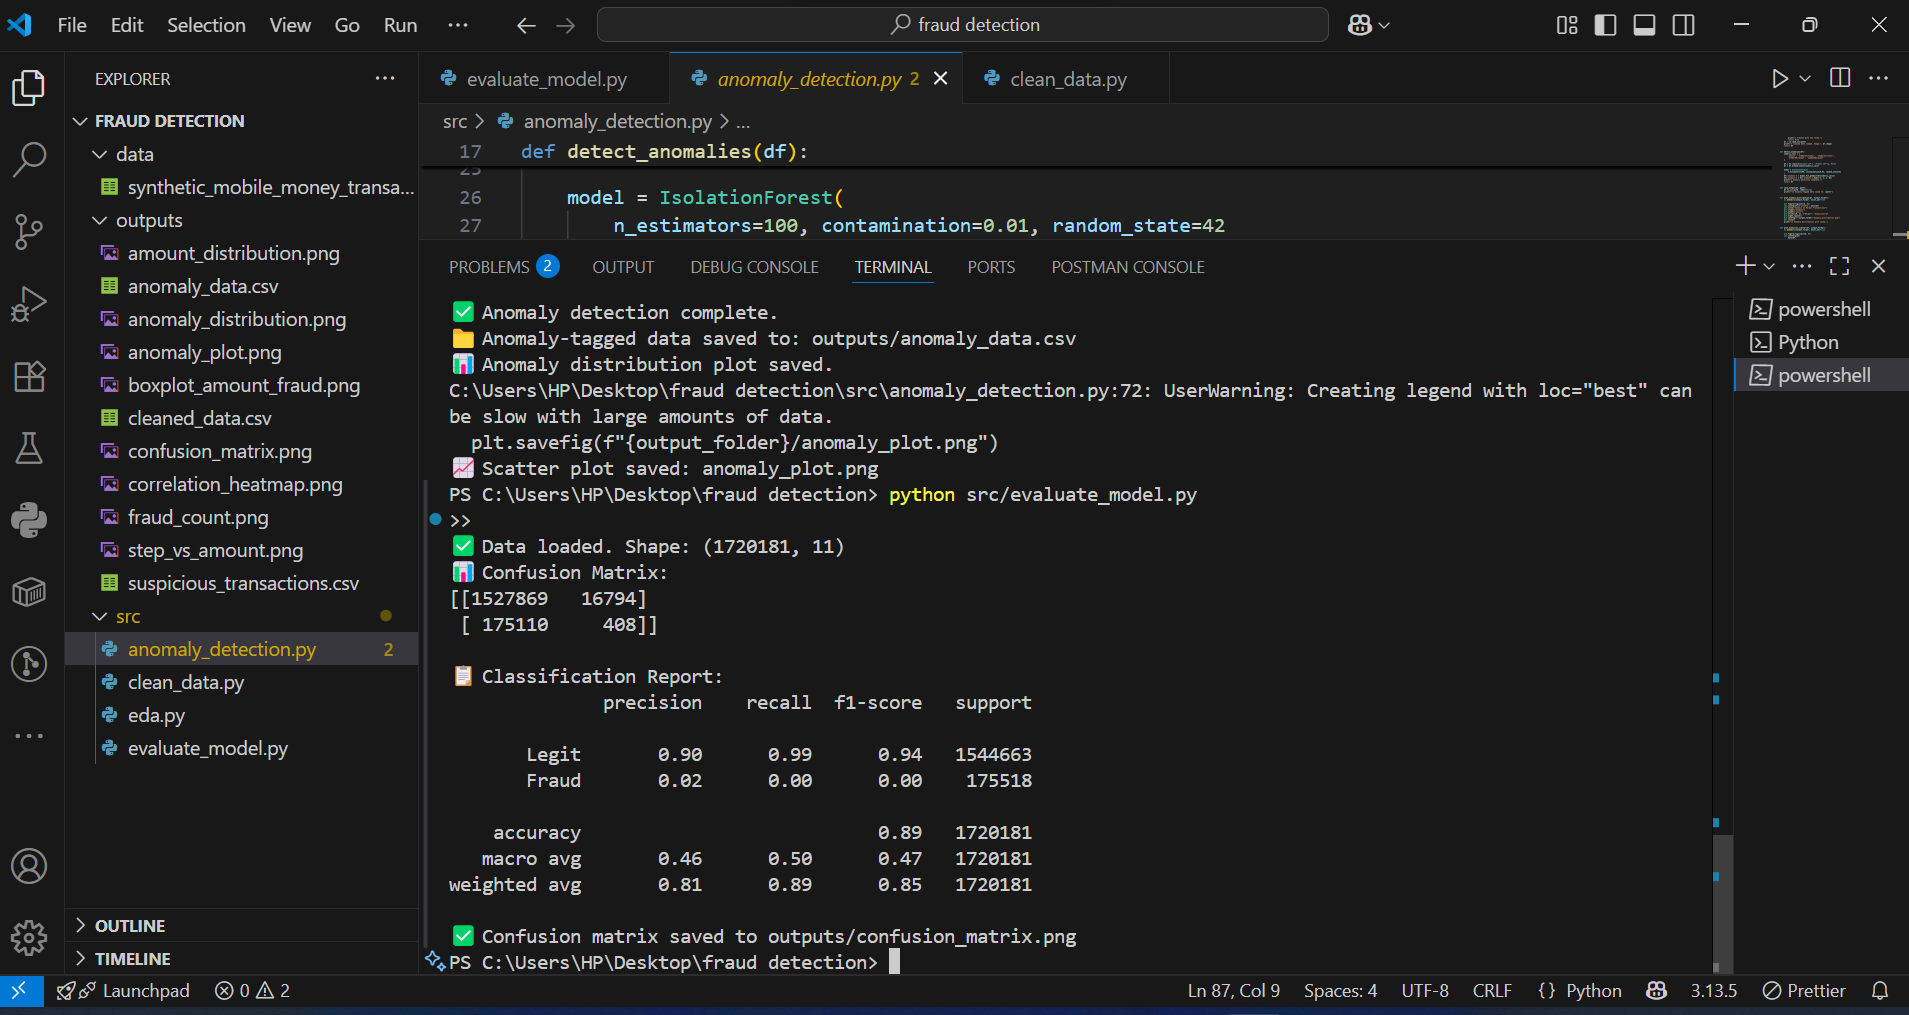 File Edit Selection View Go Run ... fraud detection
EXPLORER ...
FRAUD DETECTION
data
synthetic_mobile_money_transa...
outputs
amount_distribution.png
anomaly_data.csv
anomaly_distribution.png
anomaly_plot.png
boxplot_amount_fraud.png
cleaned_data.csv
confusion_matrix.png
correlation_heatmap.png
fraud_count.png
step_vs_amount.png
suspicious_transactions.csv
src
anomaly_detection.py 2
clean_data.py
eda.py
evaluate_model.py
OUTLINE
TIMELINE
evaluate_model.py anomaly_detection.py 2 clean_data.py
src > anomaly_detection.py > ...
17 def detect_anomalies(df):
25
26 model = IsolationForest(
27 n_estimators=100, contamination=0.01, random_state=42
PROBLEMS 2 OUTPUT DEBUG CONSOLE TERMINAL PORTS POSTMAN CONSOLE
✅ Anomaly detection complete.
📁 Anomaly-tagged data saved to: outputs/anomaly_data.csv
📊 Anomaly distribution plot saved.
C:\Users\HP\Desktop\fraud detection\src\anomaly_detection.py:72: UserWarning: Creating legend with loc="best" can
be slow with large amounts of data.
plt.savefig(f"{output_folder}/anomaly_plot.png")
📈 Scatter plot saved: anomaly_plot.png
PS C:\Users\HP\Desktop\fraud detection> python src/evaluate_model.py
>>
✅ Data loaded. Shape: (1720181, 11)
📊 Confusion Matrix:
[[1527869 16794]
[ 175110 408]]
📋 Classification Report:
precision recall f1-score support
Legit 0.90 0.99 0.94 1544663
Fraud 0.02 0.00 0.00 175518
accuracy 0.89 1720181
macro avg 0.46 0.50 0.47 1720181
weighted avg 0.81 0.89 0.85 1720181
✅ Confusion matrix saved to outputs/confusion_matrix.png
PS C:\Users\HP\Desktop\fraud detection>
powershell
Python
powershell
Launchpad 0 2 Ln 87, Col 9 Spaces: 4 UTF-8 CRLF {} Python 3.13.5 Prettier